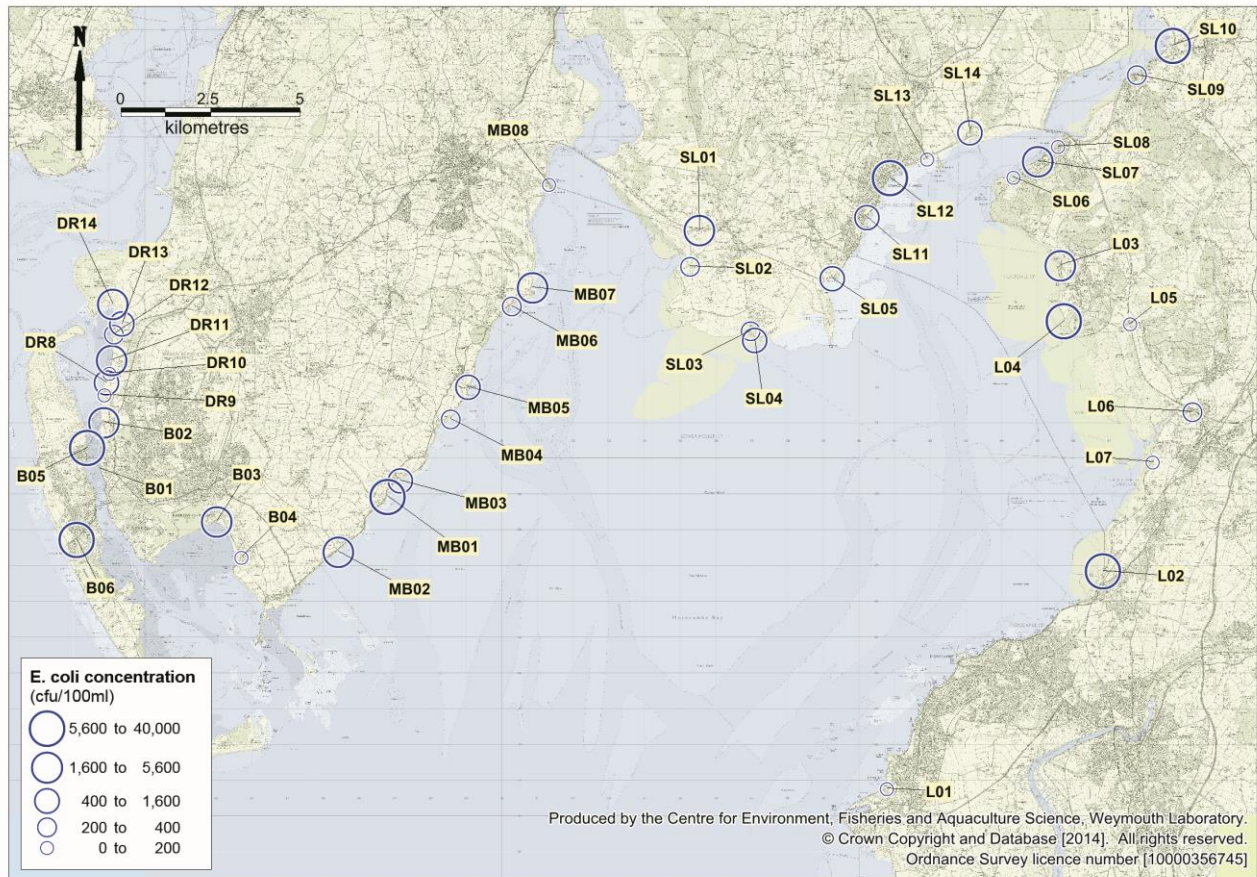 N
0 2.5 5
kilometres
SL10
SL14
SL09
SL13
MB08
SL01
SL08
SL07
SL06
SL12
DR14
DR13
SL11
L03
DR12
SL02
L05
MB07
SL05
DR11
MB06
DR8
DR10
SL03
L04
DR9
MB05
SL04
L06
B02
MB04
L07
B05
B03
B01
MB03
B04
MB01
B06
MB02
L02
L01
E. coli concentration
(cfu/100ml)
5,600 to 40,000
1,600 to 5,600
400 to 1,600
200 to 400
0 to 200
Produced by the Centre for Environment, Fisheries and Aquaculture Science, Weymouth Laboratory.
© Crown Copyright and Database [2014]. All rights reserved.
Ordnance Survey licence number [10000356745]